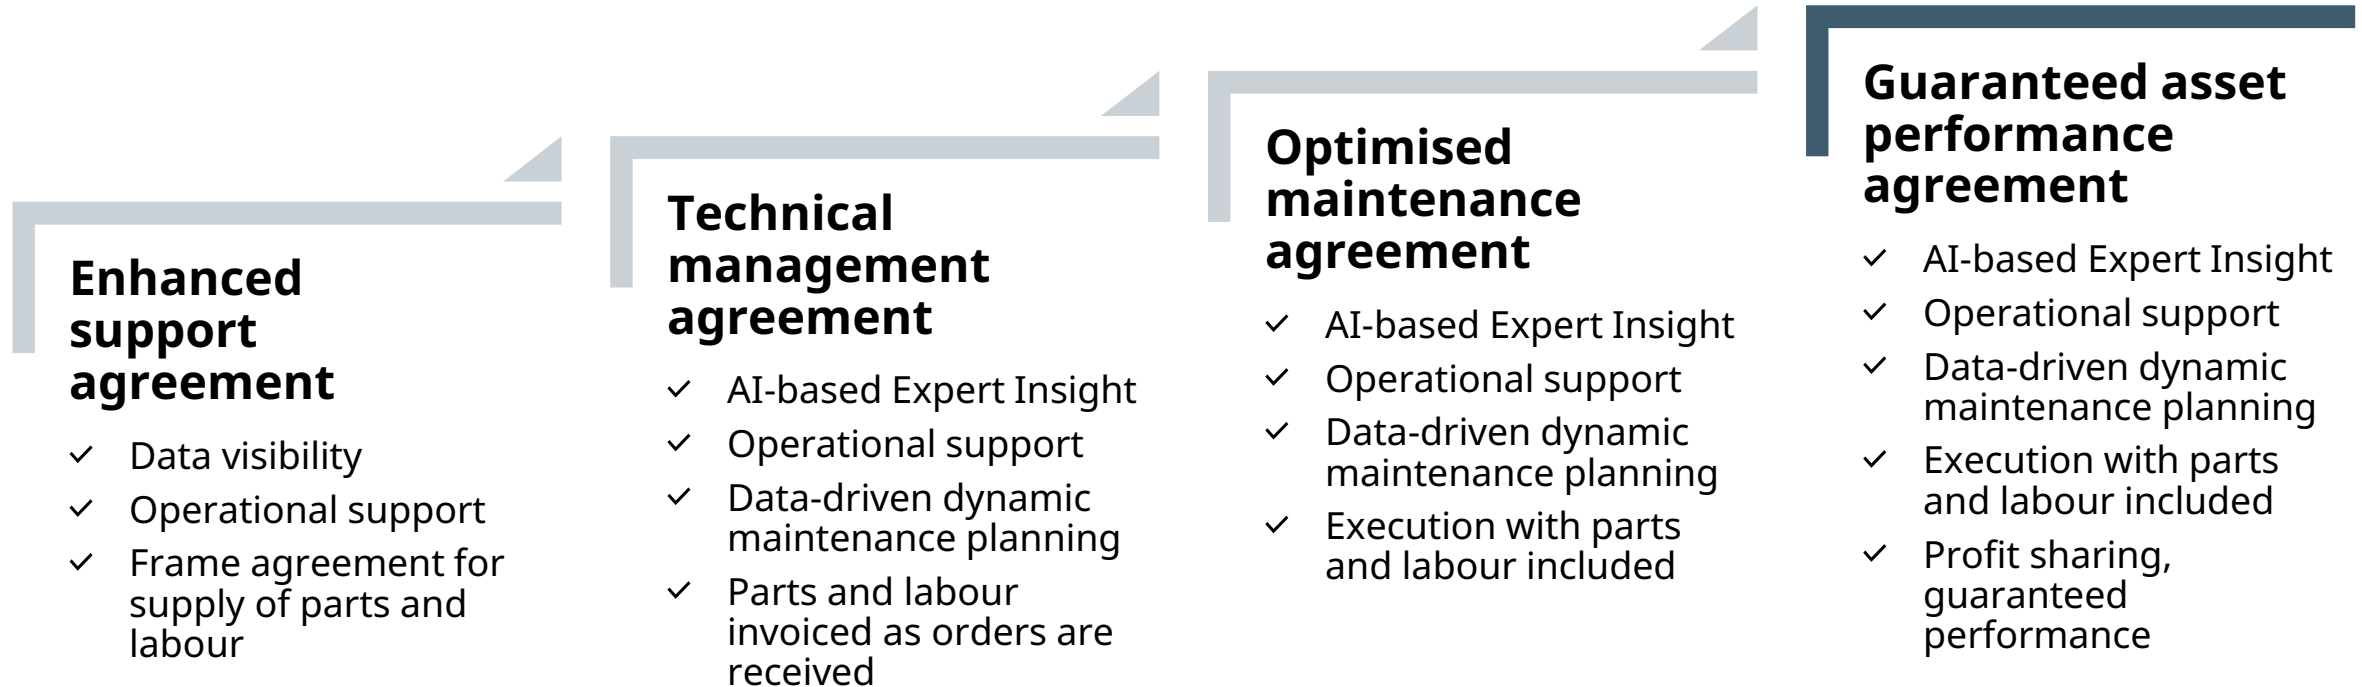 Enhanced
support
agreement
Data visibility
Operational support
Frame agreement for
supply of parts and
labour
Technical
management
agreement
AI-based Expert Insight
Operational support
Data-driven dynamic
maintenance planning
Parts and labour
invoiced as orders are
received
Optimised
maintenance
agreement
AI-based Expert Insight
Operational support
Data-driven dynamic
maintenance planning
Execution with parts
and labour included
Guaranteed asset
performance
agreement
AI-based Expert Insight
Operational support
Data-driven dynamic
maintenance planning
Execution with parts
and labour included
Profit sharing,
guaranteed
performance